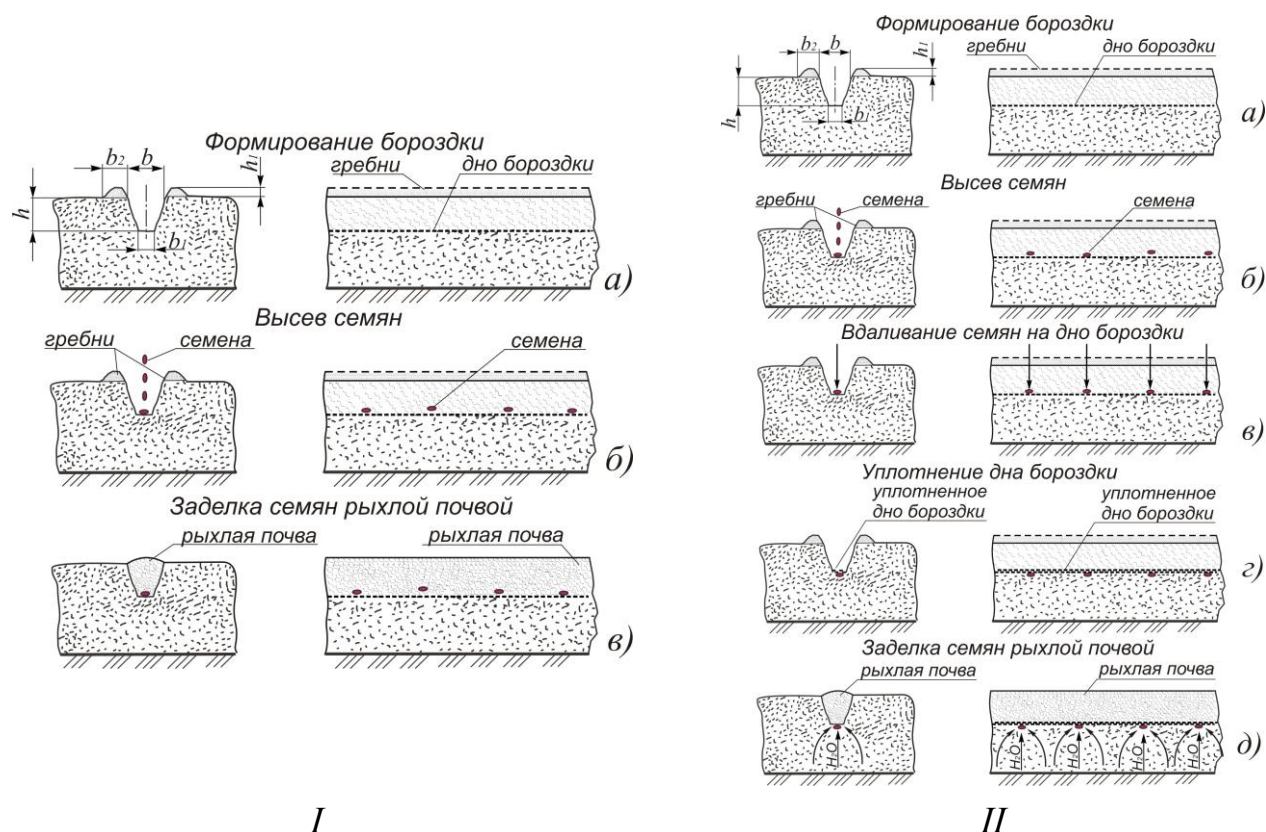 Формирование бороздки
b₂ b h₁
гребни дно бороздки
h
b₁
а)
Высев семян
гребни семена семена
б)
Заделка семян рыхлой почвой
рыхлая почва рыхлая почва
в)
I
Формирование бороздки
b₂ b h₁
гребни дно бороздки
h
b₁
а)
Высев семян
гребни семена семена
б)
Вдаливание семян на дно бороздки
в)
Уплотнение дна бороздки
уплотненное
дно бороздки
уплотненное
дно бороздки
г)
Заделка семян рыхлой почвой
рыхлая почва рыхлая почва
H₂O H₂O H₂O H₂O H₂O
д)
II